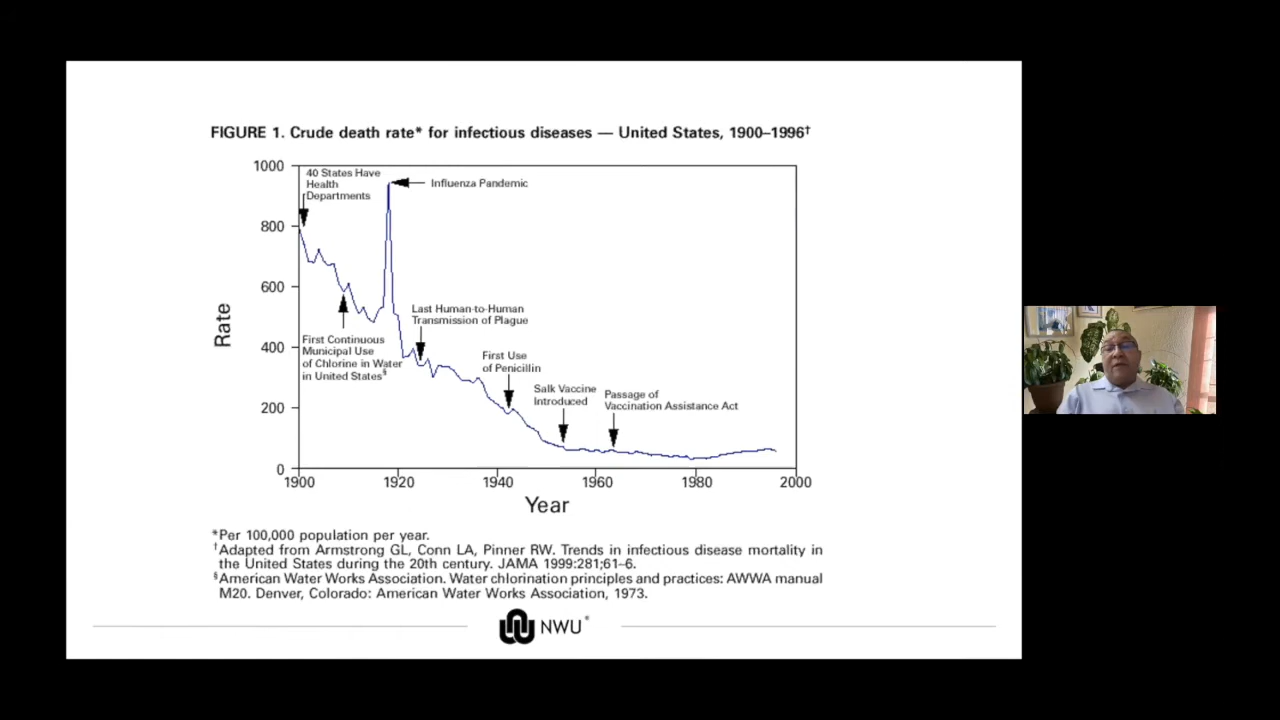 FIGURE 1. Crude death rate* for infectious diseases — United States, 1900–1996†
1000
800
600
400
200
0
Rate
40 States Have
Health
Departments
Influenza Pandemic
First Continuous
Municipal Use
of Chlorine in Water
in United States§
Last Human-to-Human
Transmission of Plague
First Use
of Penicillin
Salk Vaccine
Introduced
Passage of
Vaccination Assistance Act
1900 1920 1940 1960 1980 2000
Year
*Per 100,000 population per year.
†Adapted from Armstrong GL, Conn LA, Pinner RW. Trends in infectious disease mortality in
the United States during the 20th century. JAMA 1999:281;61–6.
§American Water Works Association. Water chlorination principles and practices: AWWA manual
M20. Denver, Colorado: American Water Works Association, 1973.
NWU®